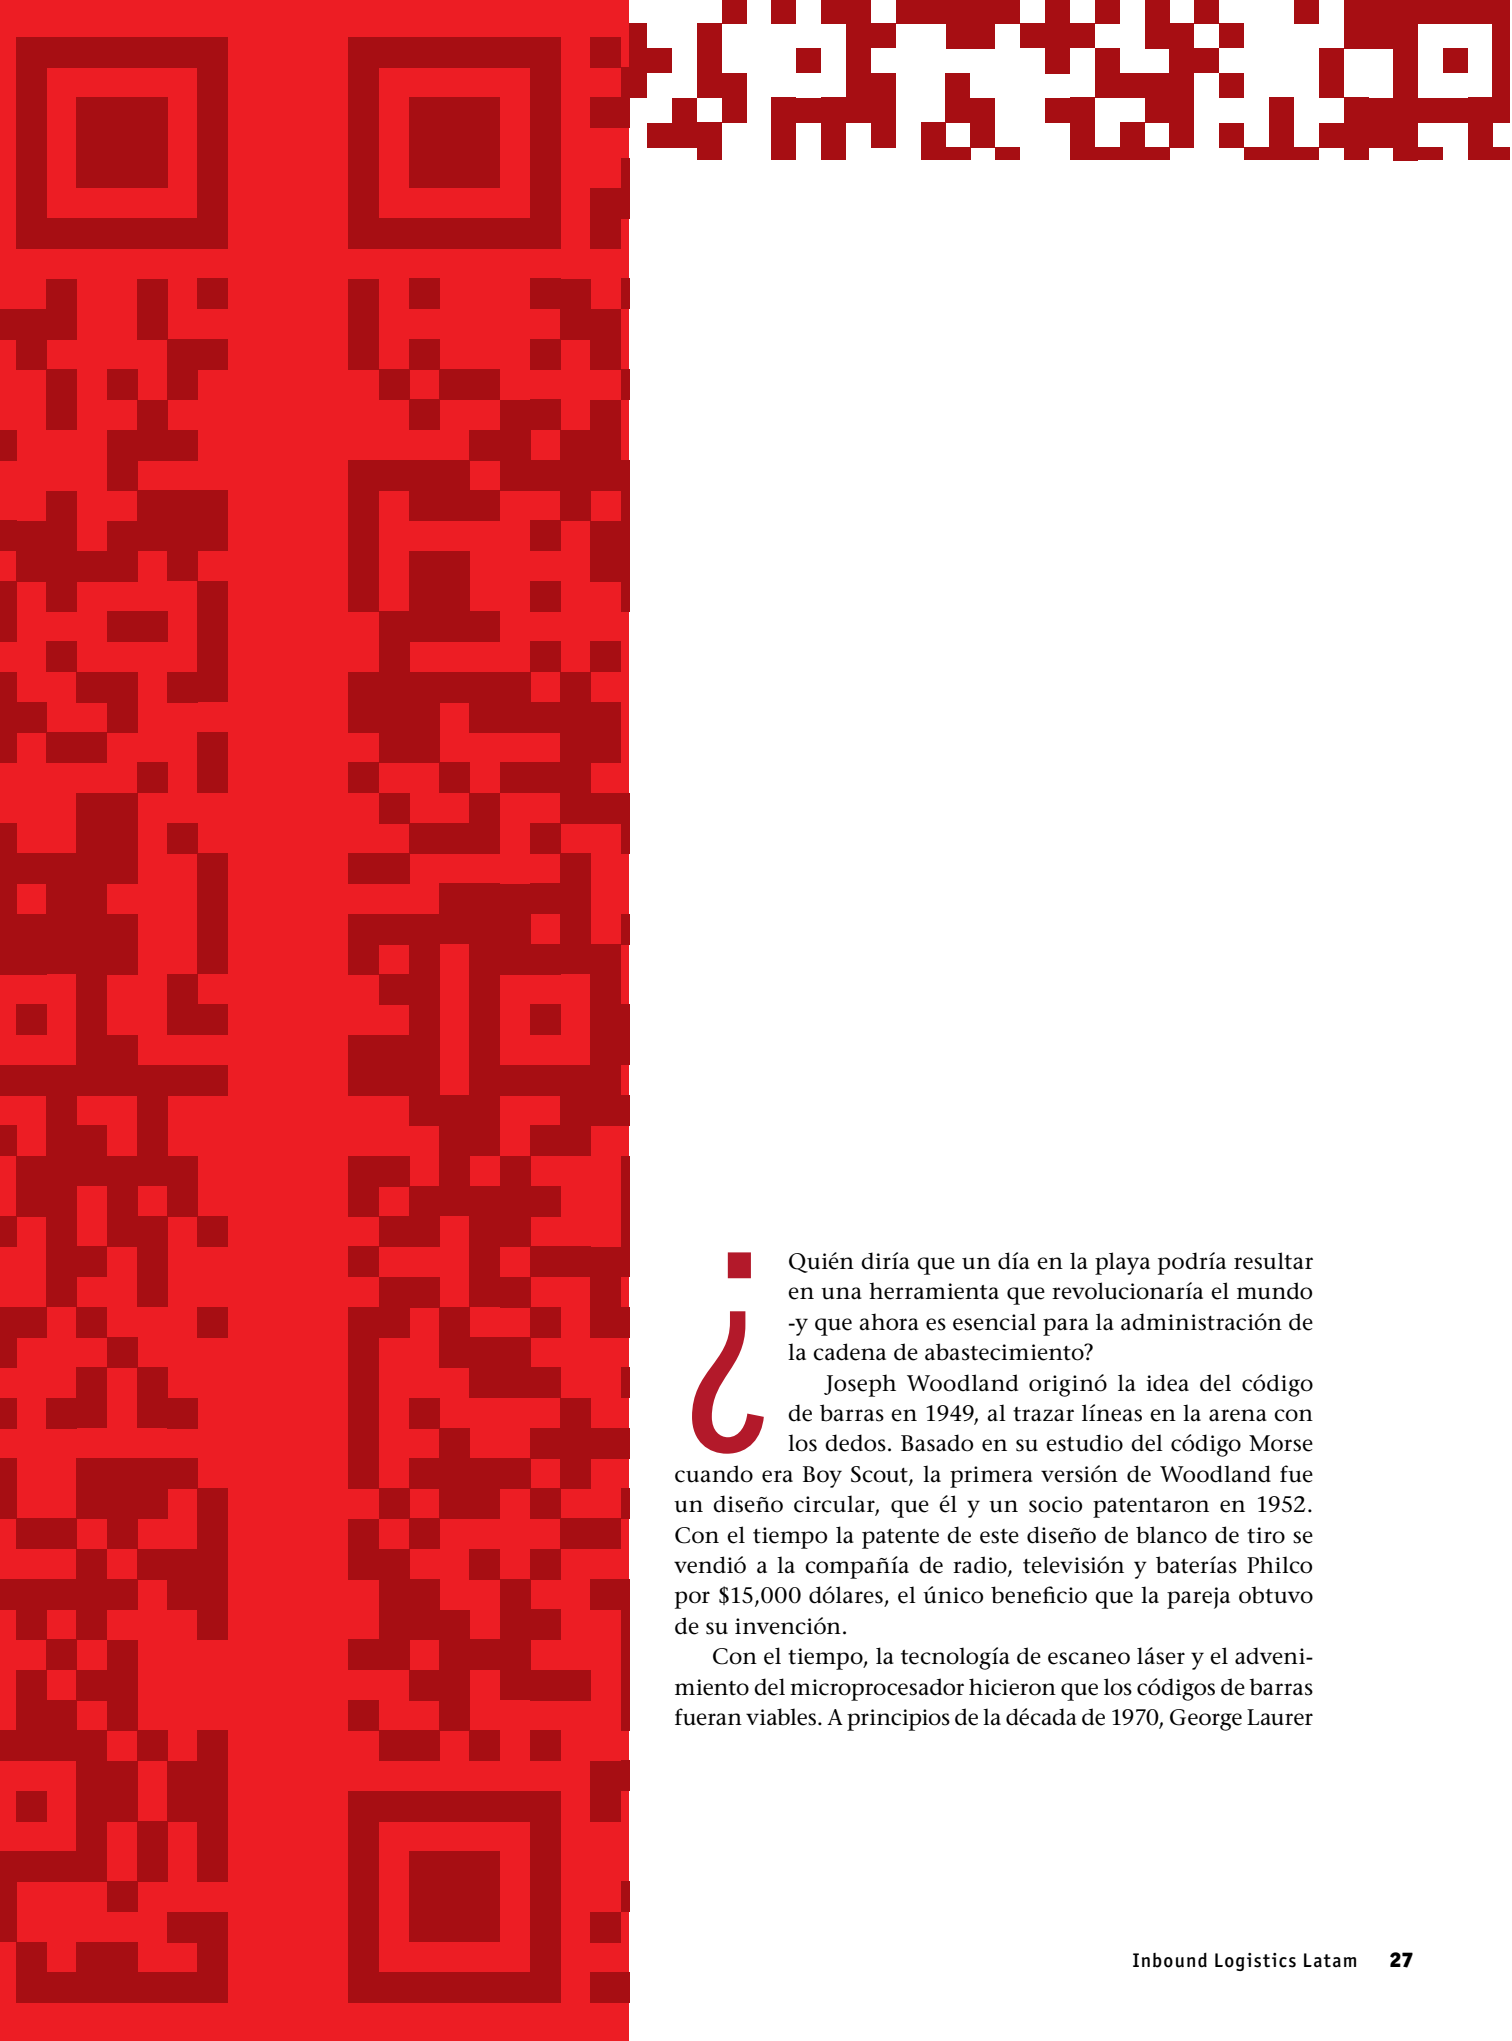 ¿Quién diría que un día en la playa podría resultar
en una herramienta que revolucionaría el mundo
-y que ahora es esencial para la administración de
la cadena de abastecimiento?
Joseph Woodland originó la idea del código
de barras en 1949, al trazar líneas en la arena con
los dedos. Basado en su estudio del código Morse
cuando era Boy Scout, la primera versión de Woodland fue
un diseño circular, que él y un socio patentaron en 1952.
Con el tiempo la patente de este diseño de blanco de tiro se
vendió a la compañía de radio, televisión y baterías Philco
por $15,000 dólares, el único beneficio que la pareja obtuvo
de su invención.
Con el tiempo, la tecnología de escaneo láser y el adveni-
miento del microprocesador hicieron que los códigos de barras
fueran viables. A principios de la década de 1970, George Laurer
Inbound Logistics Latam 27